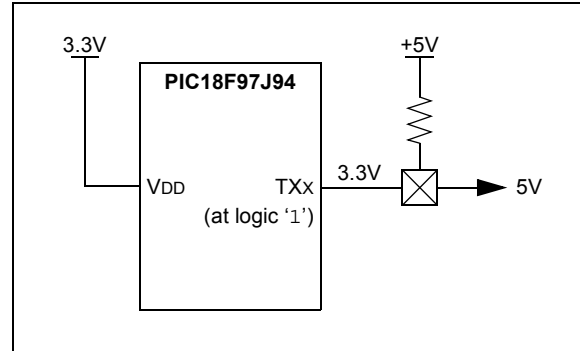 3.3V
+5V
PIC18F97J94
VDD
TXX
3.3V
5V
(at logic ‘1’)